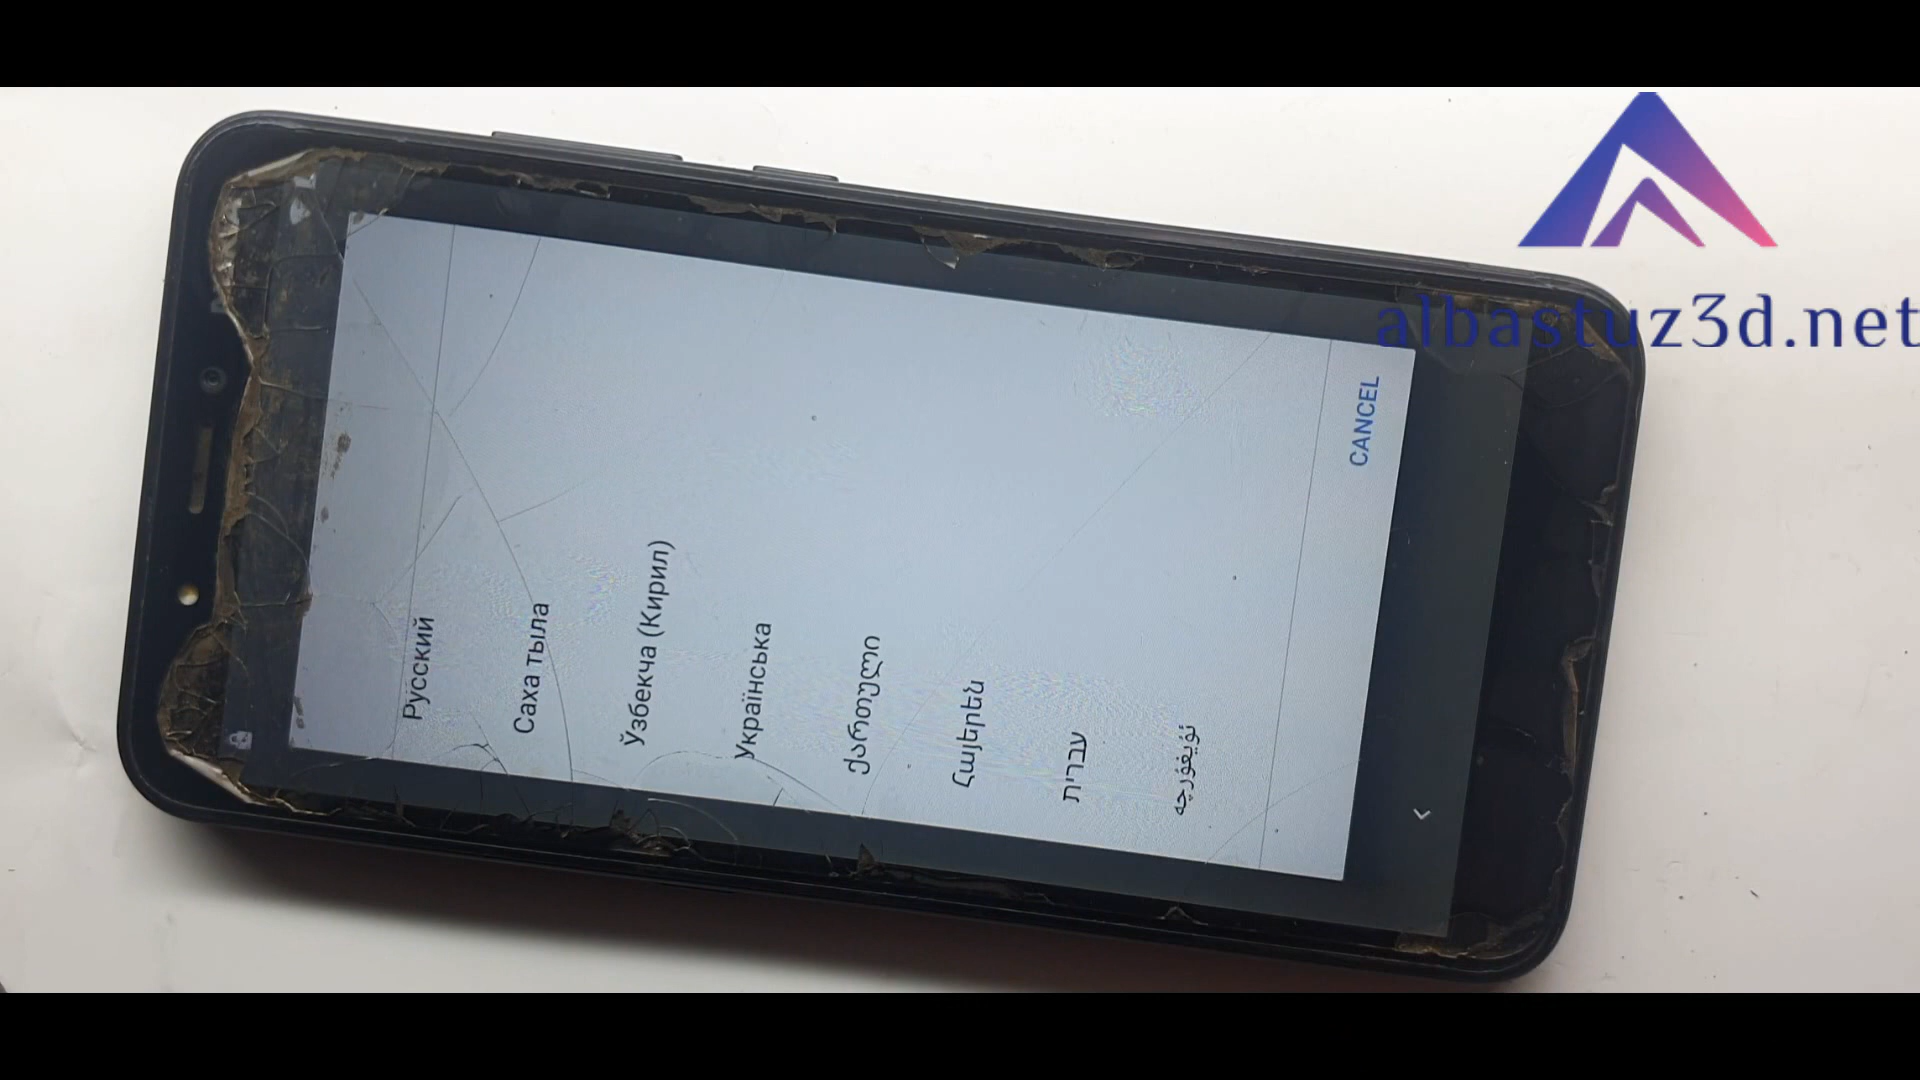 Русский
Саха тыла
Ўзбекча (Кирил)
Українська
ქართული
Հայերեն
עברית
ئۇيغۇرچە
CANCEL
albastuz3d.net